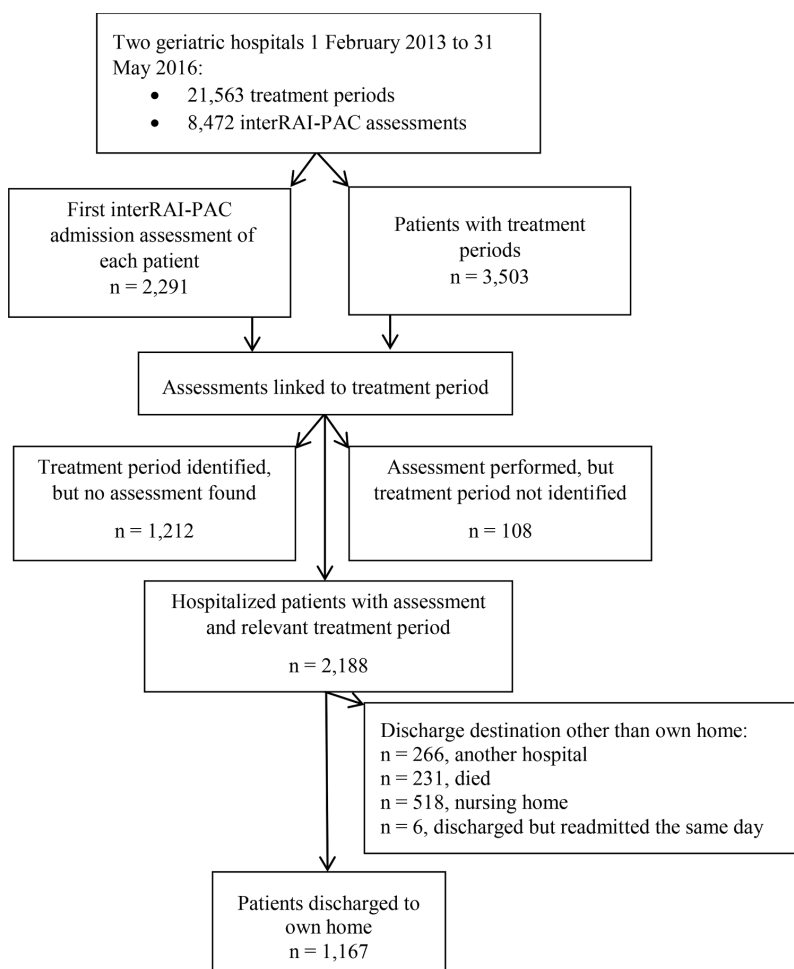 Two geriatric hospitals 1 February 2013 to 31
May 2016:
• 21,563 treatment periods
• 8,472 interRAI-PAC assessments
First interRAI-PAC
admission assessment of
each patient
n = 2,291
Patients with treatment
periods
n = 3,503
Assessments linked to treatment period
Treatment period identified,
but no assessment found
n = 1,212
Assessment performed, but
treatment period not identified
n = 108
Hospitalized patients with assessment
and relevant treatment period
n = 2,188
Discharge destination other than own home:
n = 266, another hospital
n = 231, died
n = 518, nursing home
n = 6, discharged but readmitted the same day
Patients discharged to
own home
n = 1,167